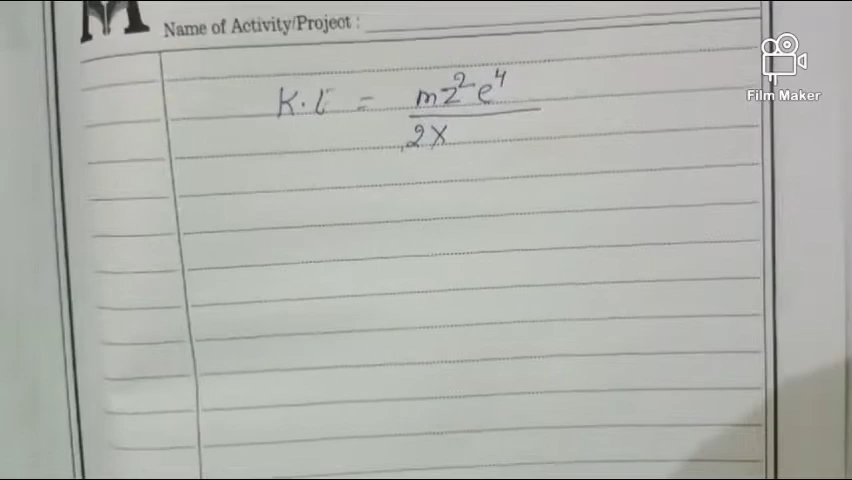 M Name of Activity/Project :
Film Maker
K.E = mz²e⁴
2X